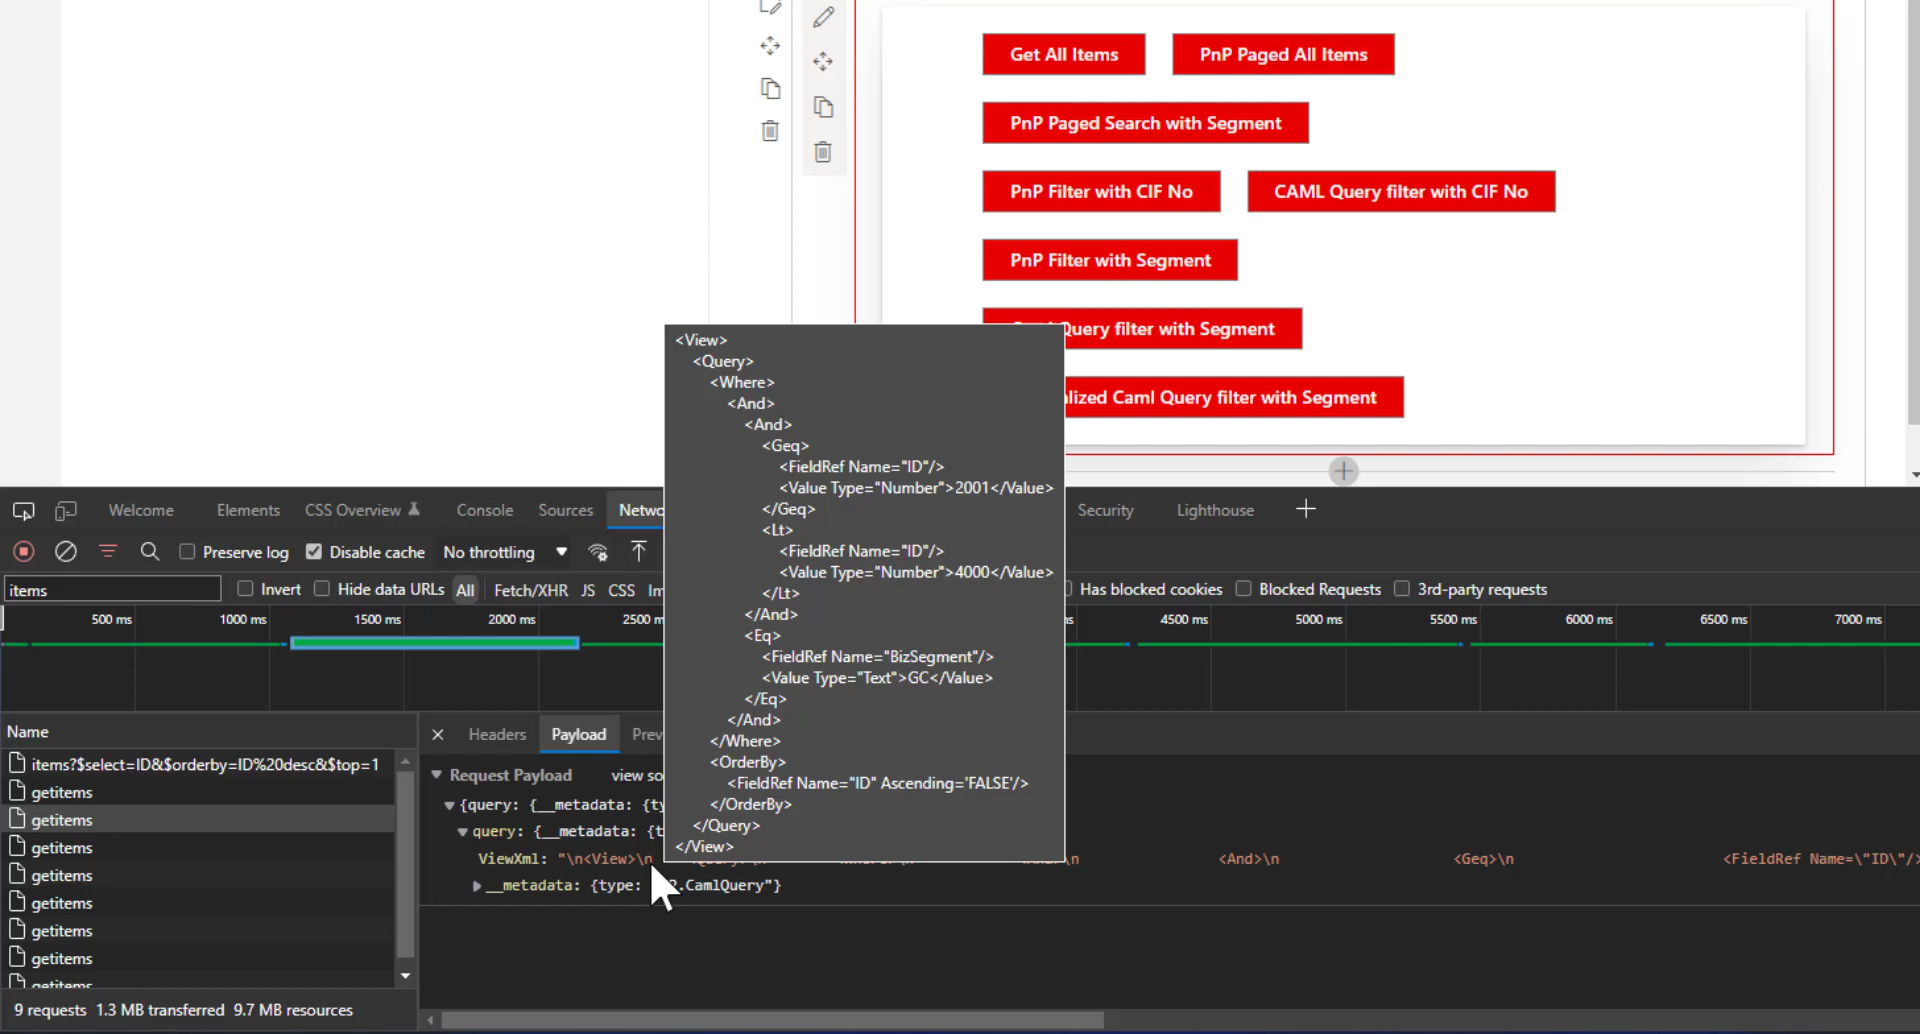 Get All Items
PnP Paged All Items
PnP Paged Search with Segment
PnP Filter with CIF No
CAML Query filter with CIF No
PnP Filter with Segment
Query filter with Segment
Caml Query filter with Segment
<View>
<Query>
<Where>
<And>
<And>
<Geq>
<FieldRef Name="ID"/>
<Value Type="Number">2001</Value>
</Geq>
<Lt>
<FieldRef Name="ID"/>
<Value Type="Number">4000</Value>
</Lt>
</And>
<Eq>
<FieldRef Name="BizSegment"/>
<Value Type="Text">GC</Value>
</Eq>
</And>
</Where>
<OrderBy>
<FieldRef Name="ID" Ascending='FALSE'/>
</OrderBy>
</Query>
</View>
Welcome Elements CSS Overview Console Sources Netwo Security Lighthouse
Preserve log Disable cache No throttling
items Invert Hide data URLs All Fetch/XHR JS CSS Has blocked cookies Blocked Requests 3rd-party requests
500 ms 1000 ms 1500 ms 2000 ms 2500 m 4500 ms 5000 ms 5500 ms 6000 ms 6500 ms 7000 ms
Name
items?$select=ID&$orderby=ID%20desc&$top=1
getitems
getitems
getitems
getitems
getitems
getitems
getitems
getitems
9 requests 1.3 MB transferred 9.7 MB resources
Headers Payload Prev
Request Payload view so
{query: {__metadata: {ty
query: {__metadata: {t
ViewXml: "\n<View>\n <And>\n <Geq>\n <FieldRef Name=\"ID\"/>
__metadata: {type: .CamlQuery"}